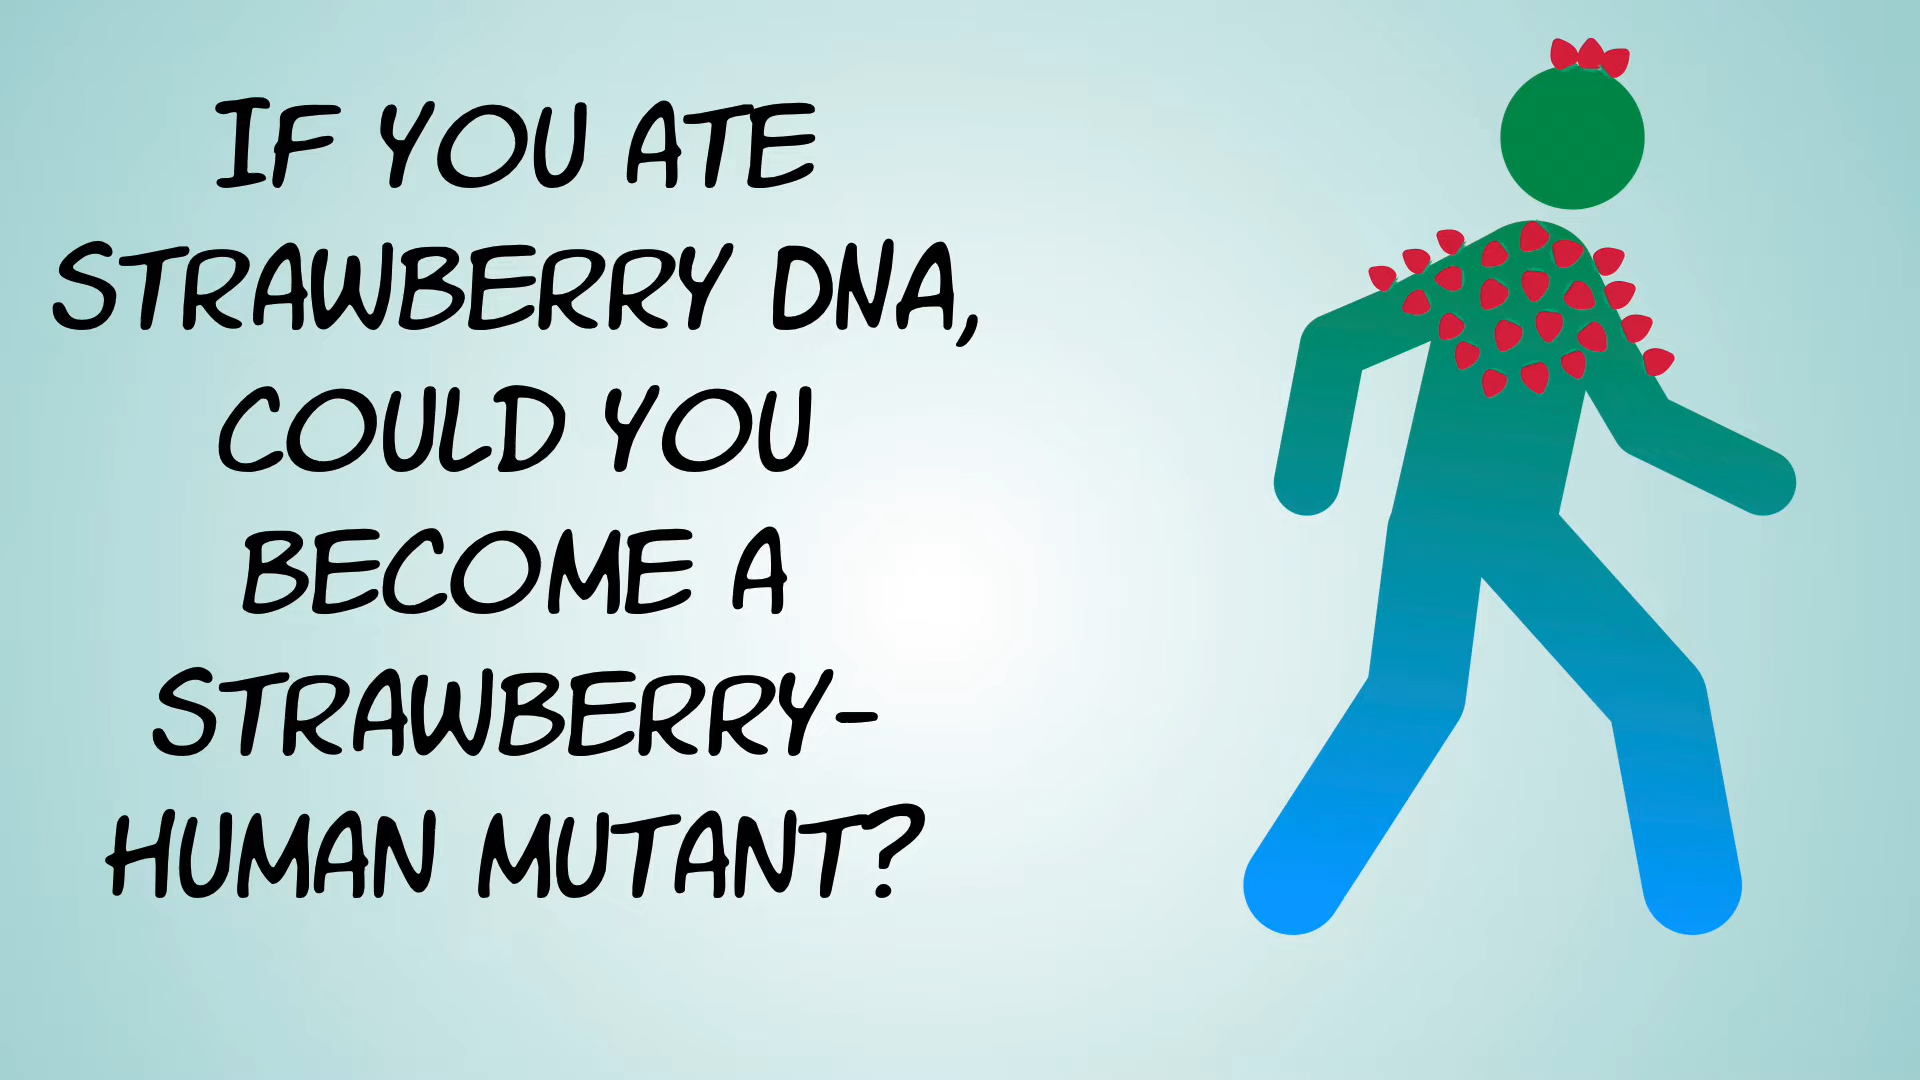 IF YOU ATE
STRAWBERRY DNA,
COULD YOU
BECOME A
STRAWBERRY-
HUMAN MUTANT?